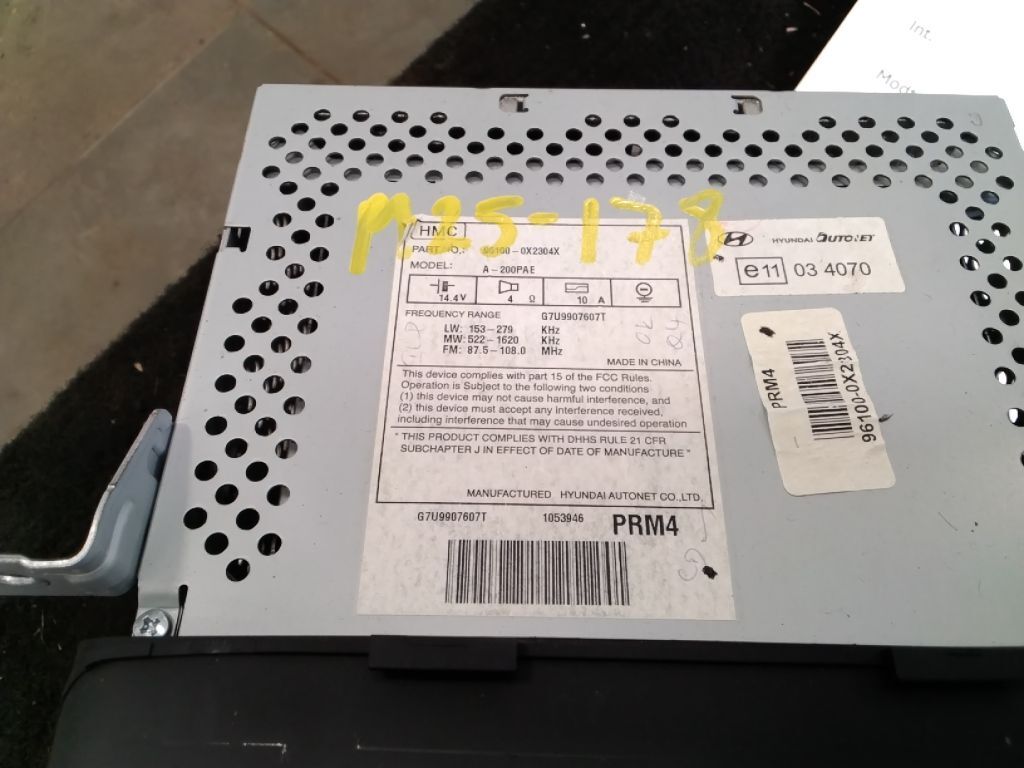 Int.
M25-178
HMC
PART NO.: 96100-0X2304X
MODEL: A-200PAE
14.4 V 4 Ω 10 A
FREQUENCY RANGE G7U9907607T
LW: 153-279 KHz
MW: 522-1620 KHz
FM: 87.5-108.0 MHz
MADE IN CHINA
This device complies with part 15 of the FCC Rules.
Operation is Subject to the following two conditions
(1) this device may not cause harmful interference, and
(2) this device must accept any interference received,
including interference that may cause undesired operation
" THIS PRODUCT COMPLIES WITH DHHS RULE 21 CFR
SUBCHAPTER J IN EFFECT OF DATE OF MANUFACTURE "
MANUFACTURED HYUNDAI AUTONET CO.,LTD.
G7U9907607T 1053946 PRM4
HYUNDAI AUTONET
e11 03 4070
PRM4
96100-0X2304X
OK